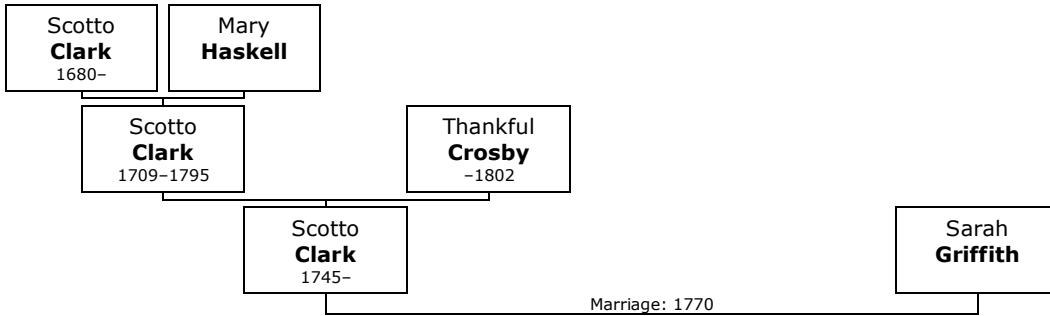 Scotto
Clark
1680–
Mary
Haskell
Scotto
Clark
1709–1795
Thankful
Crosby
–1802
Scotto
Clark
1745–
Sarah
Griffith
Marriage: 1770